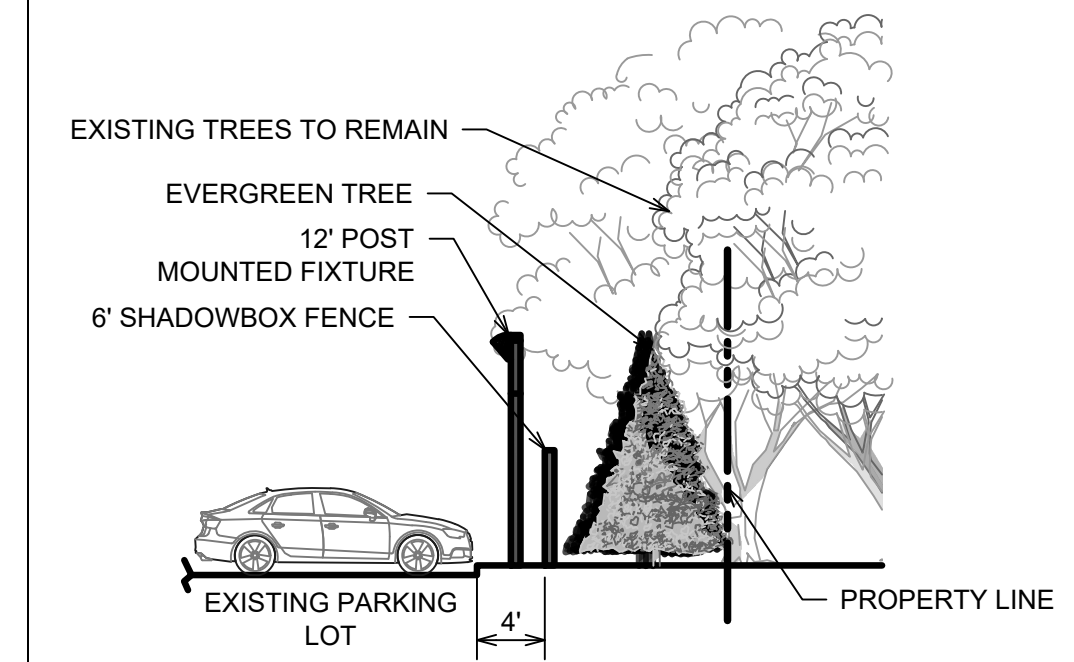 EXISTING TREES TO REMAIN
EVERGREEN TREE
12' POST
MOUNTED FIXTURE
6' SHADOWBOX FENCE
PROPERTY LINE
EXISTING PARKING
LOT
4'